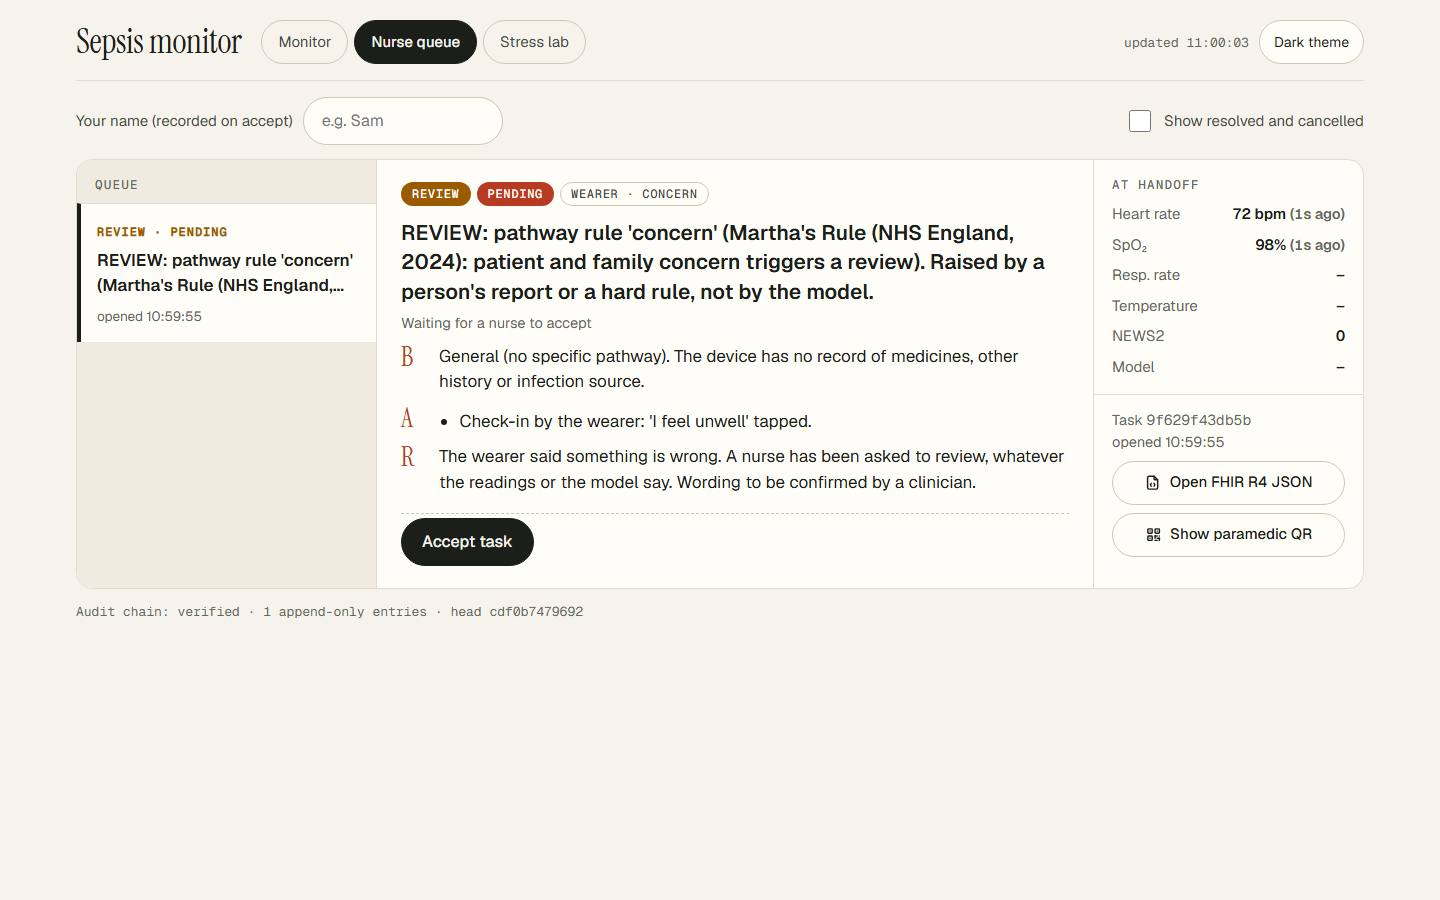 Sepsis monitor
Monitor
Nurse queue
Stress lab
updated 11:00:03
Dark theme
Your name (recorded on accept)
e.g. Sam
Show resolved and cancelled
QUEUE
REVIEW · PENDING
REVIEW: pathway rule 'concern'
(Martha's Rule (NHS England,…
opened 10:59:55
REVIEW
PENDING
WEARER · CONCERN
REVIEW: pathway rule 'concern' (Martha's Rule (NHS England,
2024): patient and family concern triggers a review). Raised by a
person's report or a hard rule, not by the model.
Waiting for a nurse to accept
B General (no specific pathway). The device has no record of medicines, other
history or infection source.
A • Check-in by the wearer: 'I feel unwell' tapped.
R The wearer said something is wrong. A nurse has been asked to review, whatever
the readings or the model say. Wording to be confirmed by a clinician.
Accept task
AT HANDOFF
Heart rate 72 bpm (1s ago)
SpO₂ 98% (1s ago)
Resp. rate –
Temperature –
NEWS2 0
Model –
Task 9f629f43db5b
opened 10:59:55
Open FHIR R4 JSON
Show paramedic QR
Audit chain: verified · 1 append-only entries · head cdf0b7479692